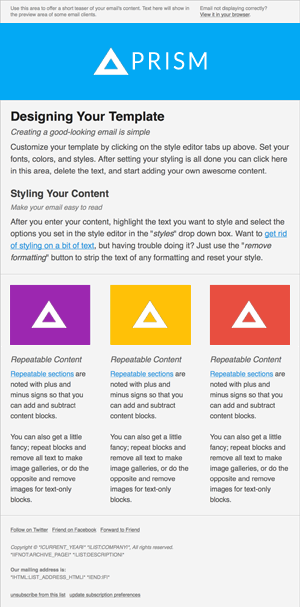 Use this area to offer a short teaser of your email's content. Text here will show in the preview area of some email clients.
Email not displaying correctly?
View it in your browser.
PRISM
Designing Your Template
Creating a good-looking email is simple
Customize your template by clicking on the style editor tabs up above. Set your
fonts, colors, and styles. After setting your styling is all done you can click here
in this area, delete the text, and start adding your own awesome content.
Styling Your Content
Make your email easy to read
After you enter your content, highlight the text you want to style and select the
options you set in the style editor in the "styles" drop down box. Want to get rid
of styling on a bit of text, but having trouble doing it? Just use the "remove
formatting" button to strip the text of any formatting and reset your style.
Repeatable Content
Repeatable sections are
noted with plus and
minus signs so that you
can add and subtract
content blocks.
You can also get a little
fancy; repeat blocks and
remove all text to make
image galleries, or do the
opposite and remove
images for text-only
blocks.
Repeatable Content
Repeatable sections are
noted with plus and
minus signs so that you
can add and subtract
content blocks.
You can also get a little
fancy; repeat blocks and
remove all text to make
image galleries, or do the
opposite and remove
images for text-only
blocks.
Repeatable Content
Repeatable sections are
noted with plus and
minus signs so that you
can add and subtract
content blocks.
You can also get a little
fancy; repeat blocks and
remove all text to make
image galleries, or do the
opposite and remove
images for text-only
blocks.
Follow on Twitter Friend on Facebook Forward to Friend
Copyright © *|CURRENT_YEAR|* *|LIST:COMPANY|*, All rights reserved.
*|IFNOT:ARCHIVE_PAGE|* *|LIST:DESCRIPTION|*
Our mailing address is:
*|HTML:LIST_ADDRESS_HTML|* *|END:IF|*
unsubscribe from this list update subscription preferences